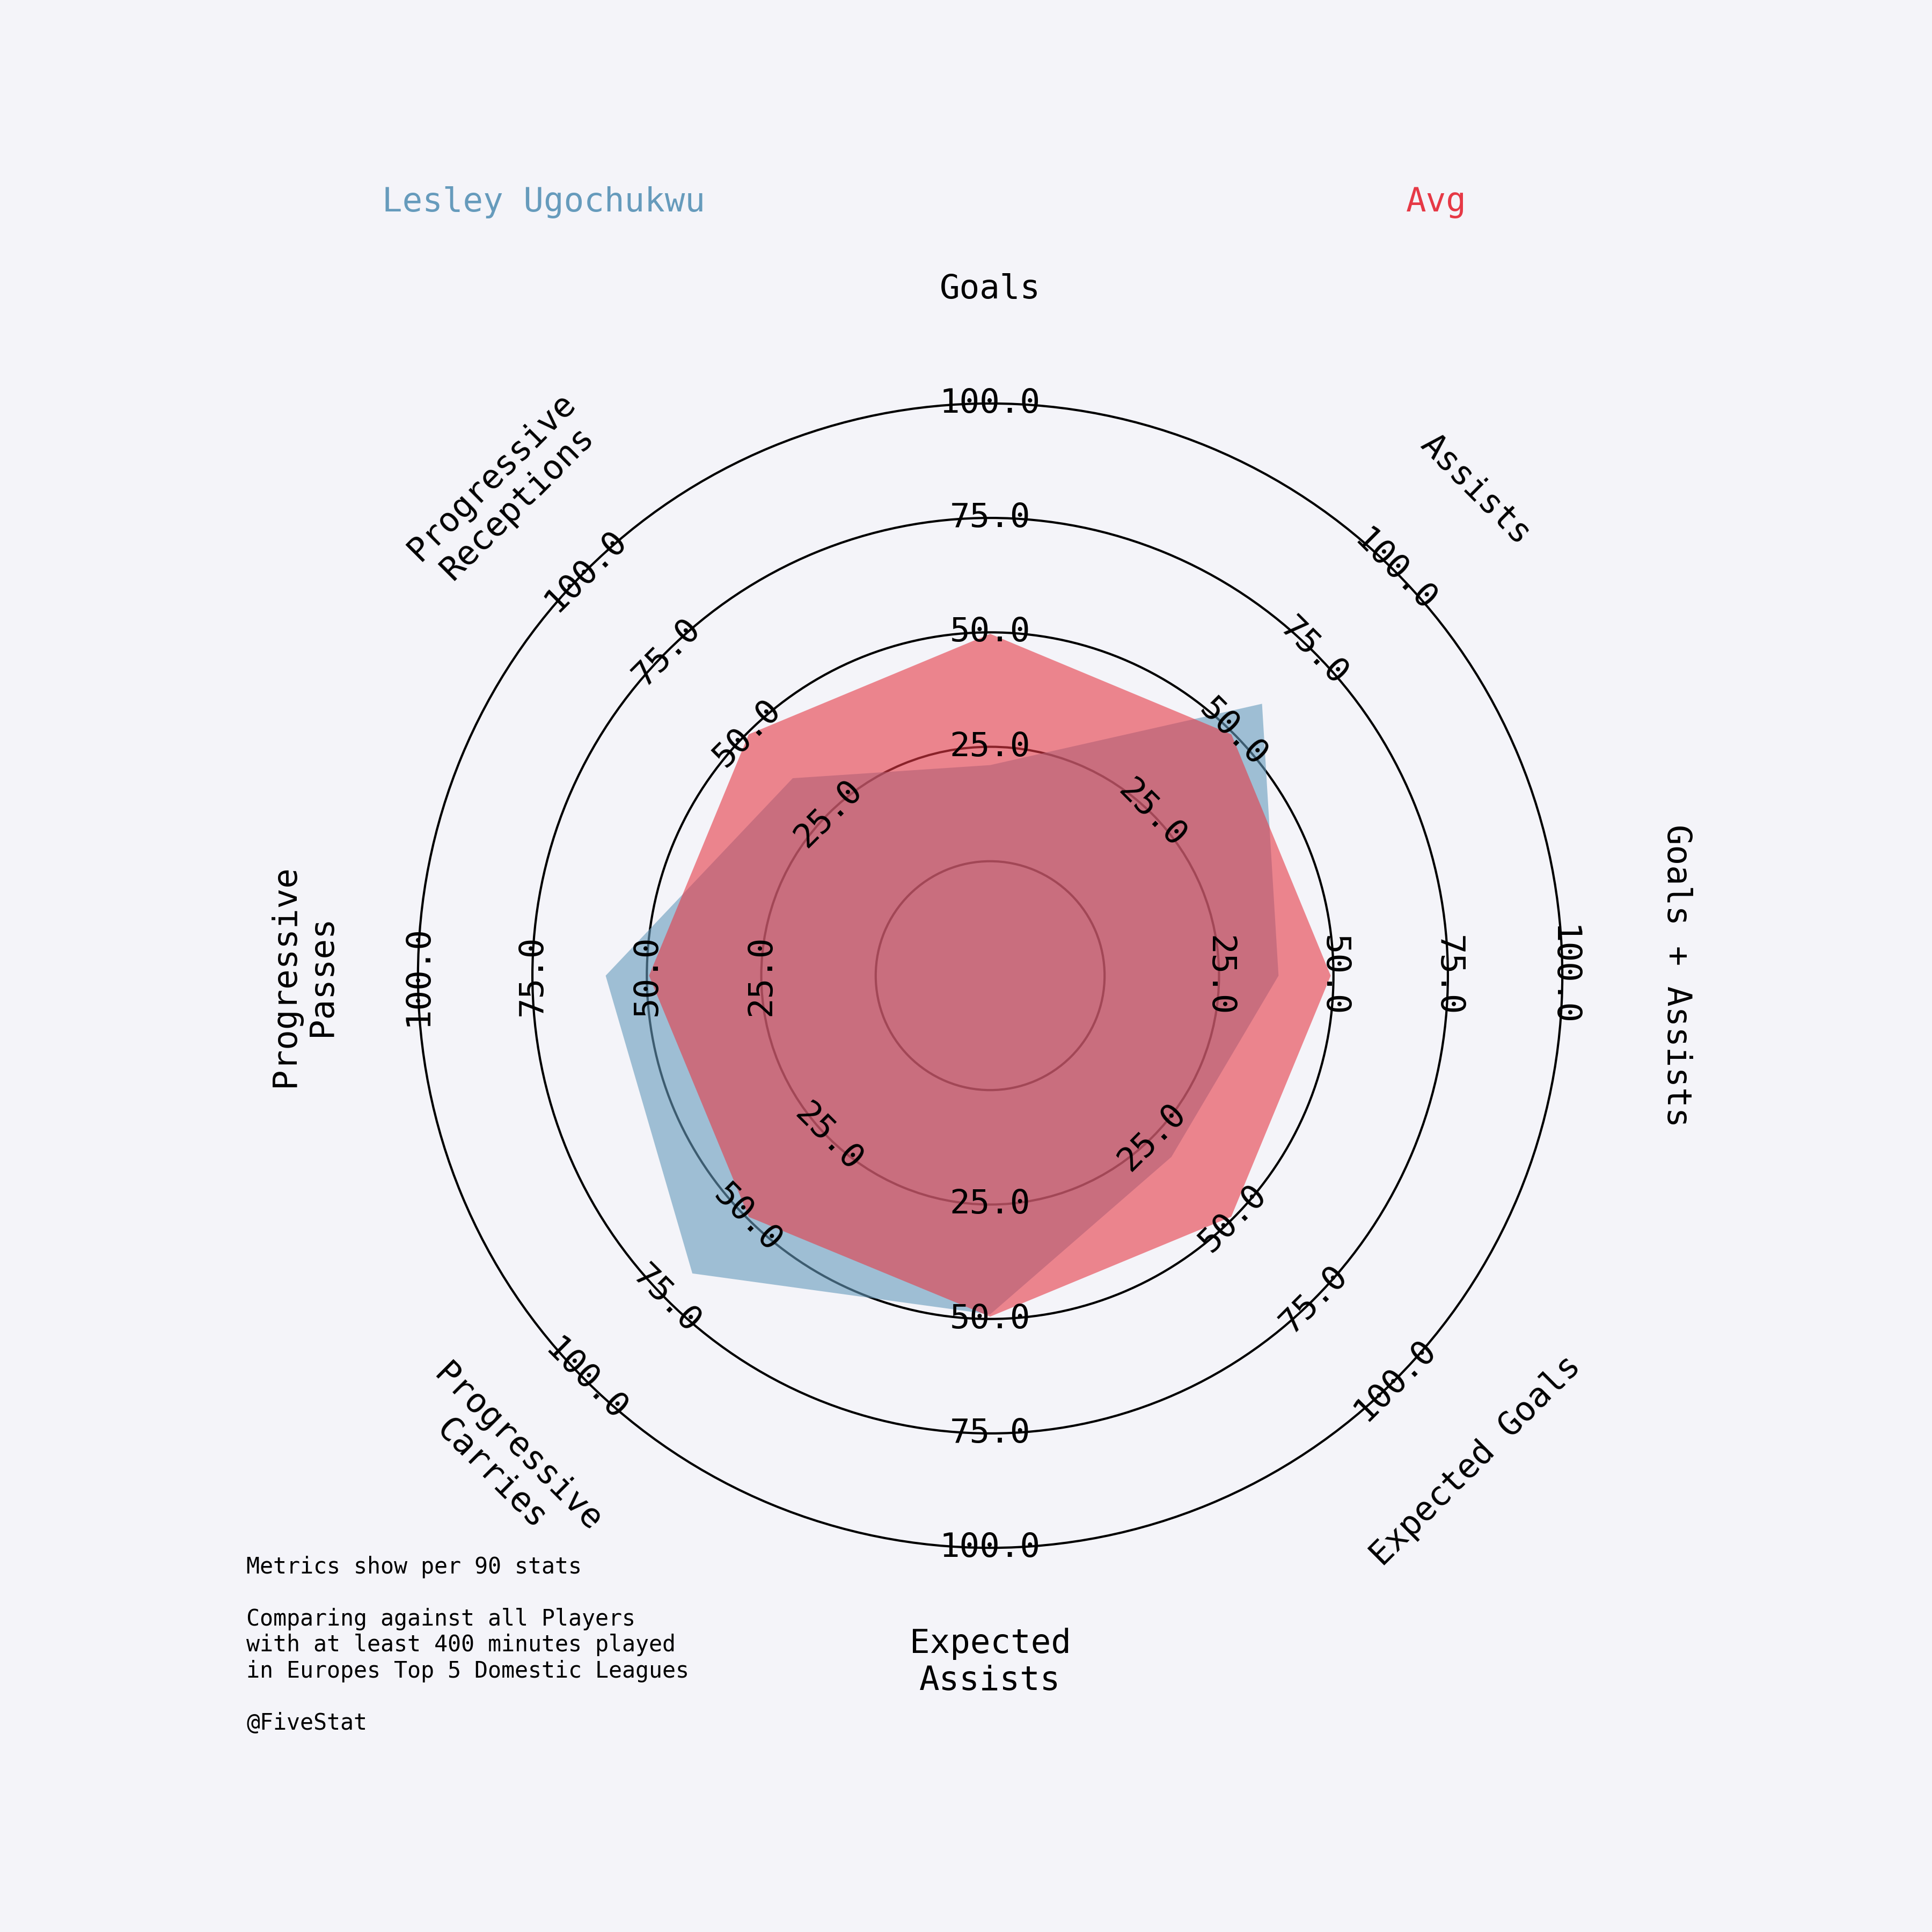 Lesley Ugochukwu
Avg
Goals
Assists
Goals + Assists
Expected Goals
Expected
Assists
Progressive
Carries
Progressive
Passes
Progressive
Receptions
25.0
50.0
75.0
100.0
25.0
50.0
75.0
100.0
25.0
50.0
75.0
100.0
25.0
50.0
75.0
100.0
25.0
50.0
75.0
100.0
25.0
50.0
75.0
100.0
25.0
50.0
75.0
100.0
25.0
50.0
75.0
100.0
Metrics show per 90 stats
Comparing against all Players
with at least 400 minutes played
in Europes Top 5 Domestic Leagues
@FiveStat